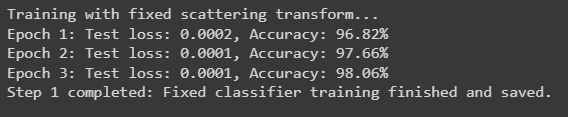 Training with fixed scattering transform...
Epoch 1: Test loss: 0.0002, Accuracy: 96.82%
Epoch 2: Test loss: 0.0001, Accuracy: 97.66%
Epoch 3: Test loss: 0.0001, Accuracy: 98.06%
Step 1 completed: Fixed classifier training finished and saved.